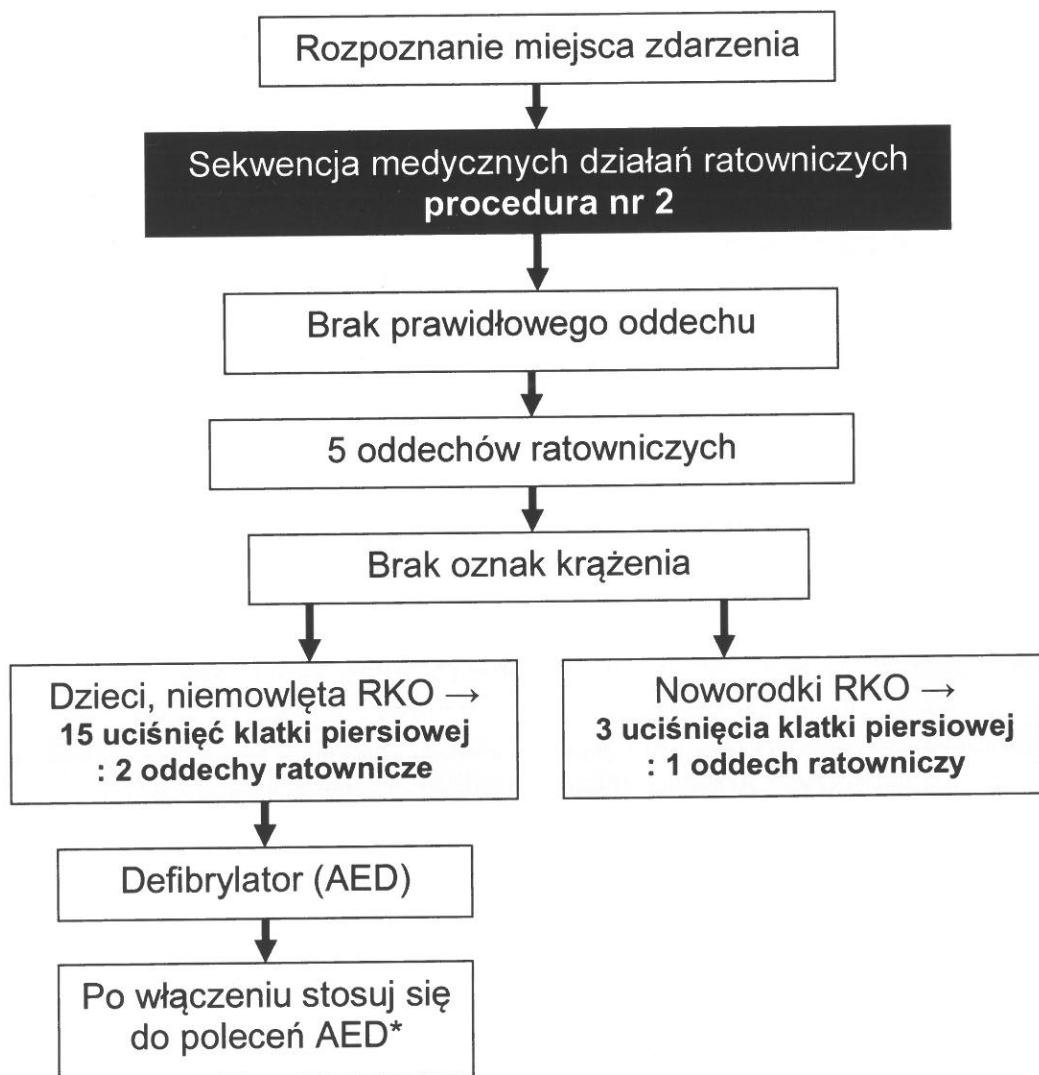 Rozpoznanie miejsca zdarzenia
Sekwencja medycznych działań ratowniczych
procedura nr 2
Brak prawidłowego oddechu
5 oddechów ratowniczych
Brak oznak krążenia
Dzieci, niemowlęta RKO →
15 uciśnięć klatki piersiowej
: 2 oddechy ratownicze
Noworodki RKO →
3 uciśnięcia klatki piersiowej
: 1 oddech ratowniczy
Defibrylator (AED)
Po włączeniu stosuj się
do poleceń AED*